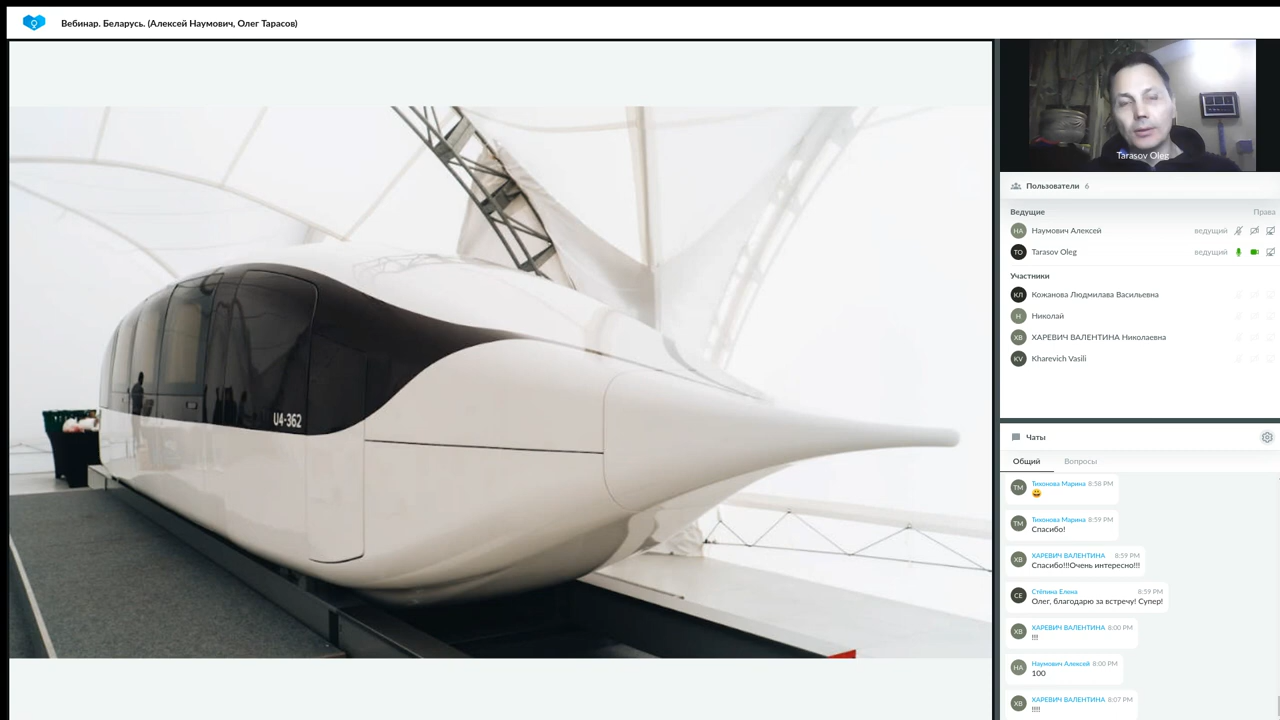 Вебинар. Беларусь. (Алексей Наумович, Олег Тарасов)
U4-362
Tarasov Oleg
Пользователи 6
Ведущие Права
НА Наумович Алексей ведущий
TO Tarasov Oleg ведущий
Участники
КЛ Кожанова Людмилава Васильевна
Н Николай
ХВ ХАРЕВИЧ ВАЛЕНТИНА Николаевна
KV Kharevich Vasili
Чаты
Общий Вопросы
ТМ Тихонова Марина 8:58 PM
ТМ Тихонова Марина 8:59 PM
Спасибо!
ХВ ХАРЕВИЧ ВАЛЕНТИНА 8:59 PM
Спасибо!!!Очень интересно!!!
СЕ Стёпина Елена 8:59 PM
Олег, благодарю за встречу! Супер!
ХВ ХАРЕВИЧ ВАЛЕНТИНА 8:00 PM
!!!
НА Наумович Алексей 8:00 PM
100
ХВ ХАРЕВИЧ ВАЛЕНТИНА 8:07 PM
!!!!